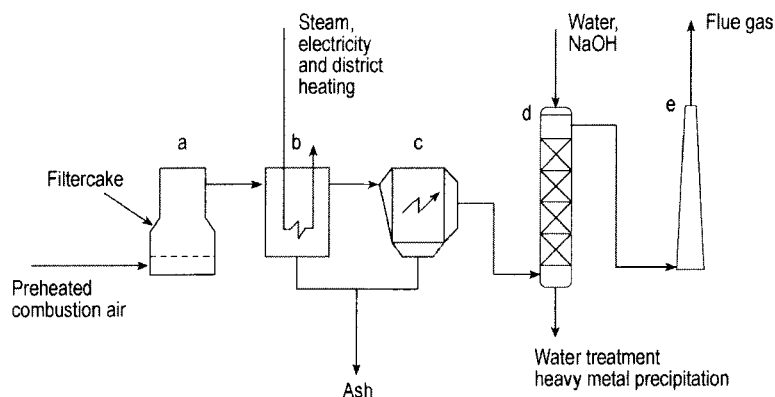 Steam,
electricity
and district
heating
Water,
NaOH
Flue gas
a
b
c
d
e
Filtercake
Preheated
combustion air
Ash
Water treatment
heavy metal precipitation